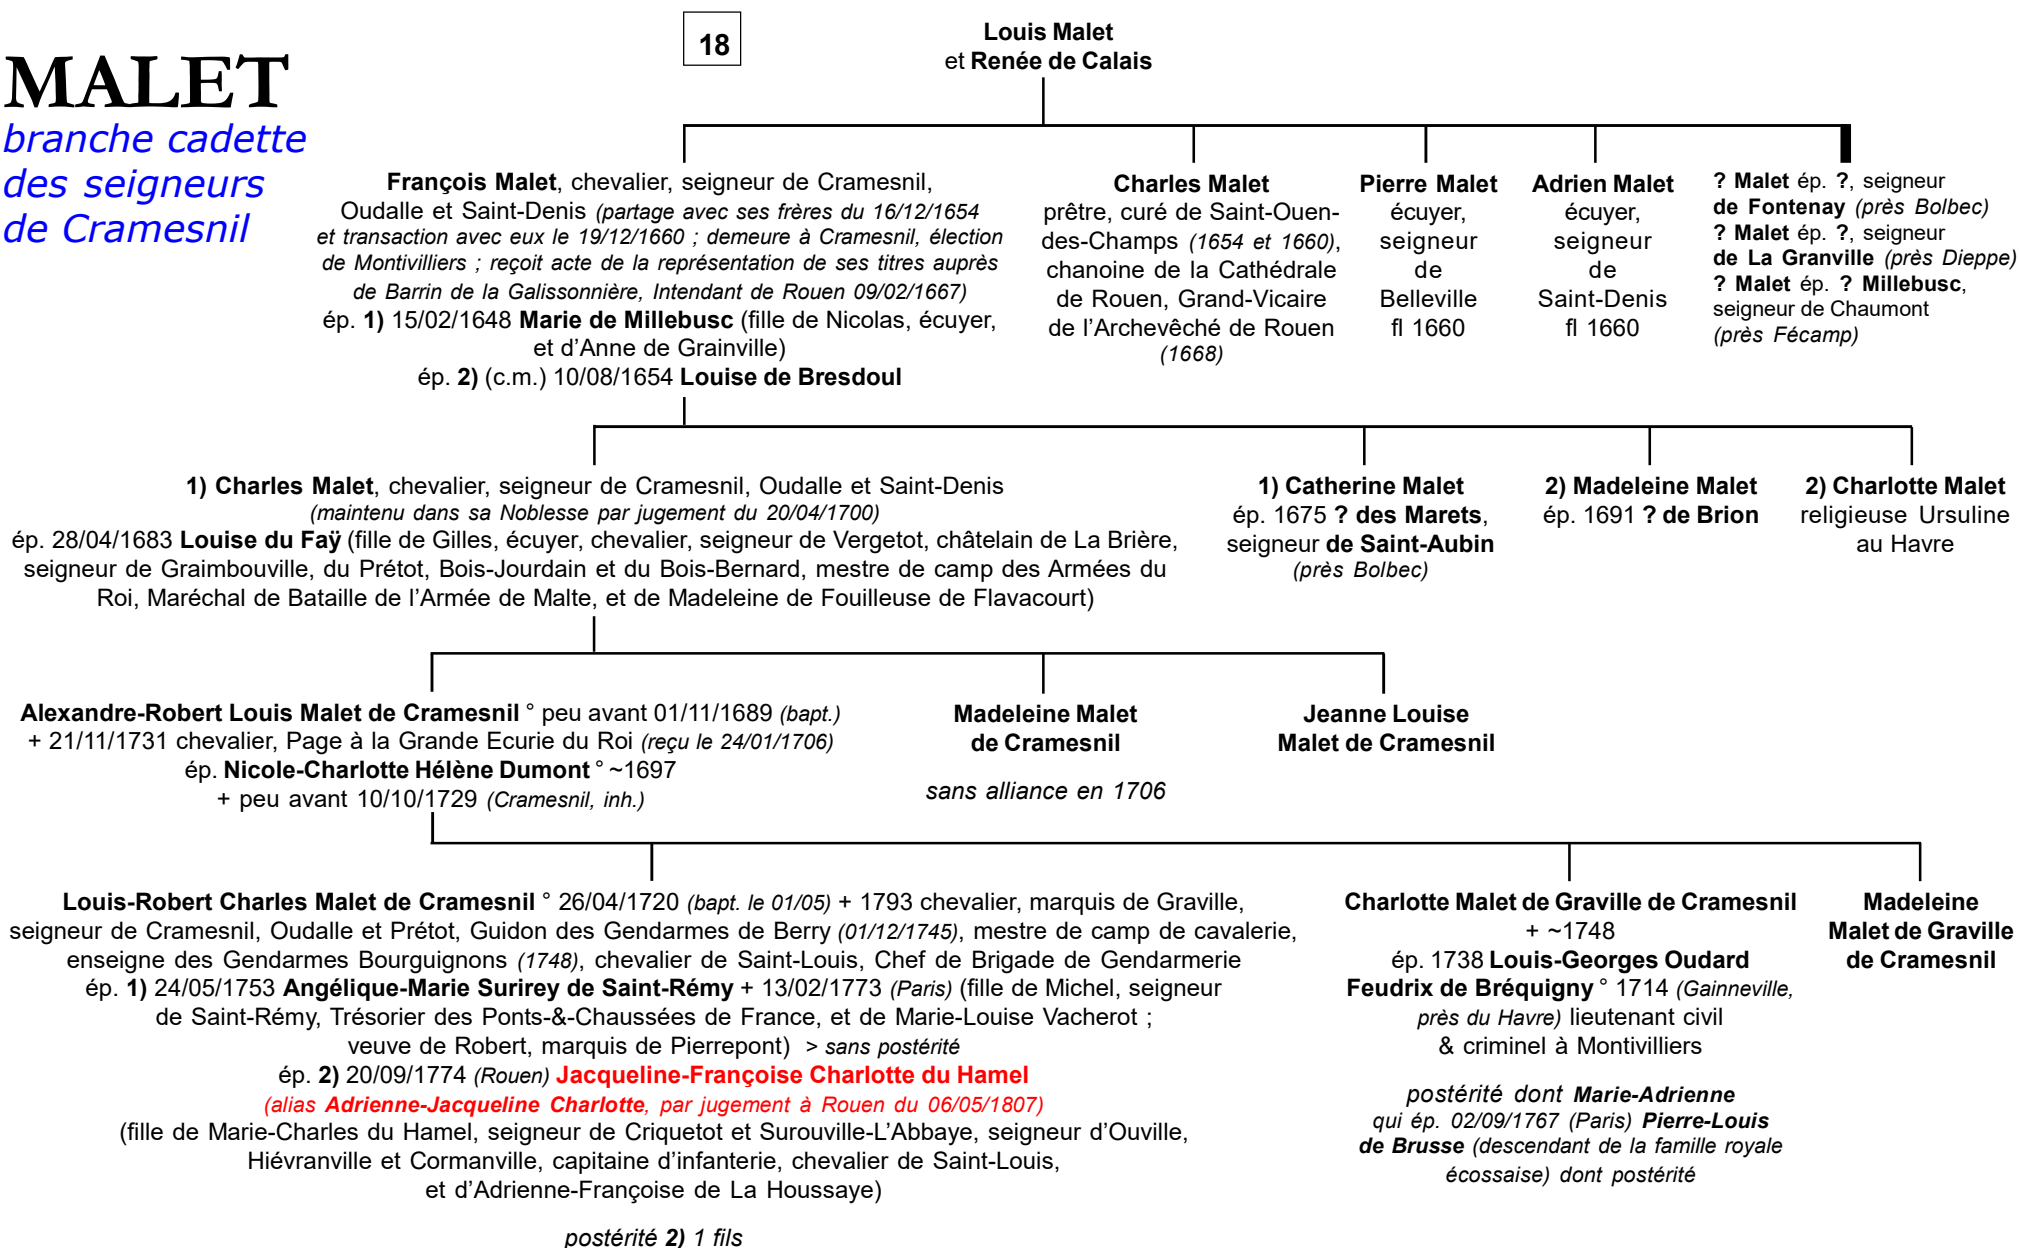 18
MALET
branche cadette
des seigneurs
de Cramesnil
Louis Malet
et Renée de Calais
François Malet, chevalier, seigneur de Cramesnil,
Oudalle et Saint-Denis (partage avec ses frères du 16/12/1654
et transaction avec eux le 19/12/1660 ; demeure à Cramesnil, élection
de Montivilliers ; reçoit acte de la représentation de ses titres auprès
de Barrin de la Galissonnière, Intendant de Rouen 09/02/1667)
ép. 1) 15/02/1648 Marie de Millebusc (fille de Nicolas, écuyer,
et d'Anne de Grainville)
ép. 2) (c.m.) 10/08/1654 Louise de Bresdoul
Charles Malet
prêtre, curé de Saint-Ouen-
des-Champs (1654 et 1660),
chanoine de la Cathédrale
de Rouen, Grand-Vicaire
de l'Archevêché de Rouen
(1668)
Pierre Malet
écuyer,
seigneur
de
Belleville
fl 1660
Adrien Malet
écuyer,
seigneur
de
Saint-Denis
fl 1660
? Malet ép. ?, seigneur
de Fontenay (près Bolbec)
? Malet ép. ?, seigneur
de La Granville (près Dieppe)
? Malet ép. ? Millebusc,
seigneur de Chaumont
(près Fécamp)
1) Charles Malet, chevalier, seigneur de Cramesnil, Oudalle et Saint-Denis
(maintenu dans sa Noblesse par jugement du 20/04/1700)
ép. 28/04/1683 Louise du Faÿ (fille de Gilles, écuyer, chevalier, seigneur de Vergetot, châtelain de La Brière,
seigneur de Graimbouville, du Prétot, Bois-Jourdain et du Bois-Bernard, mestre de camp des Armées du
Roi, Maréchal de Bataille de l'Armée de Malte, et de Madeleine de Fouilleuse de Flavacourt)
1) Catherine Malet
ép. 1675 ? des Marets,
seigneur de Saint-Aubin
(près Bolbec)
2) Madeleine Malet
ép. 1691 ? de Brion
2) Charlotte Malet
religieuse Ursuline
au Havre
Alexandre-Robert Louis Malet de Cramesnil ° peu avant 01/11/1689 (bapt.)
+ 21/11/1731 chevalier, Page à la Grande Ecurie du Roi (reçu le 24/01/1706)
ép. Nicole-Charlotte Hélène Dumont ° ~1697
+ peu avant 10/10/1729 (Cramesnil, inh.)
Madeleine Malet
de Cramesnil
sans alliance en 1706
Jeanne Louise
Malet de Cramesnil
Louis-Robert Charles Malet de Cramesnil ° 26/04/1720 (bapt. le 01/05) + 1793 chevalier, marquis de Graville,
seigneur de Cramesnil, Oudalle et Prétot, Guidon des Gendarmes de Berry (01/12/1745), mestre de camp de cavalerie,
enseigne des Gendarmes Bourguignons (1748), chevalier de Saint-Louis, Chef de Brigade de Gendarmerie
ép. 1) 24/05/1753 Angélique-Marie Surirey de Saint-Rémy + 13/02/1773 (Paris) (fille de Michel, seigneur
de Saint-Rémy, Trésorier des Ponts-&-Chaussées de France, et de Marie-Louise Vacherot ;
veuve de Robert, marquis de Pierrepont) > sans postérité
ép. 2) 20/09/1774 (Rouen) Jacqueline-Françoise Charlotte du Hamel
(alias Adrienne-Jacqueline Charlotte, par jugement à Rouen du 06/05/1807)
(fille de Marie-Charles du Hamel, seigneur de Criquetot et Surouville-L'Abbaye, seigneur d'Ouville,
Hiévranville et Cormanville, capitaine d'infanterie, chevalier de Saint-Louis,
et d'Adrienne-Françoise de La Houssaye)
postérité 2) 1 fils
Charlotte Malet de Graville de Cramesnil
+ ~1748
ép. 1738 Louis-Georges Oudard
Feudrix de Bréquigny ° 1714 (Gainneville,
près du Havre) lieutenant civil
& criminel à Montivilliers
postérité dont Marie-Adrienne
qui ép. 02/09/1767 (Paris) Pierre-Louis
de Brusse (descendant de la famille royale
écossaise) dont postérité
Madeleine
Malet de Graville
de Cramesnil